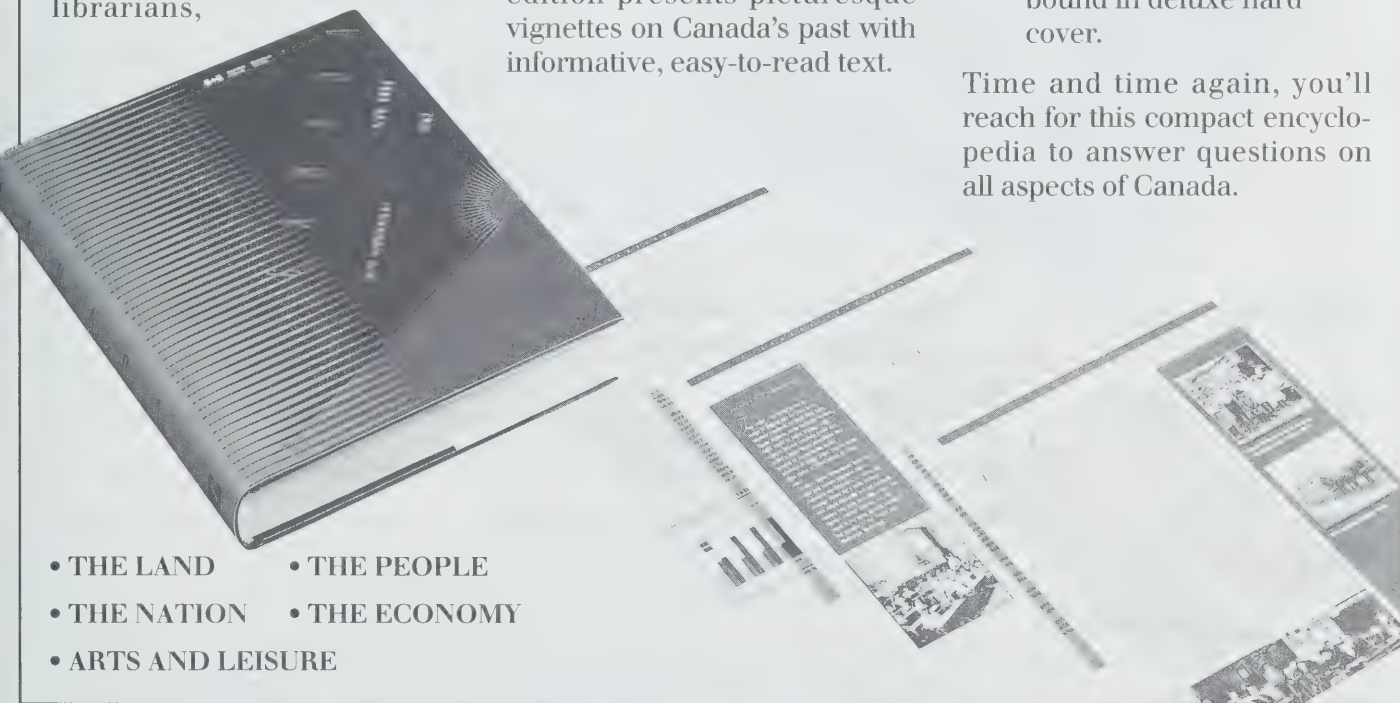 librarians,
edition presents picturesque
vignettes on Canada's past with
informative, easy-to-read text.
bound in deluxe hard
cover.
Time and time again, you'll
reach for this compact encyclo-
pedia to answer questions on
all aspects of Canada.
• THE LAND
• THE PEOPLE
• THE NATION
• THE ECONOMY
• ARTS AND LEISURE